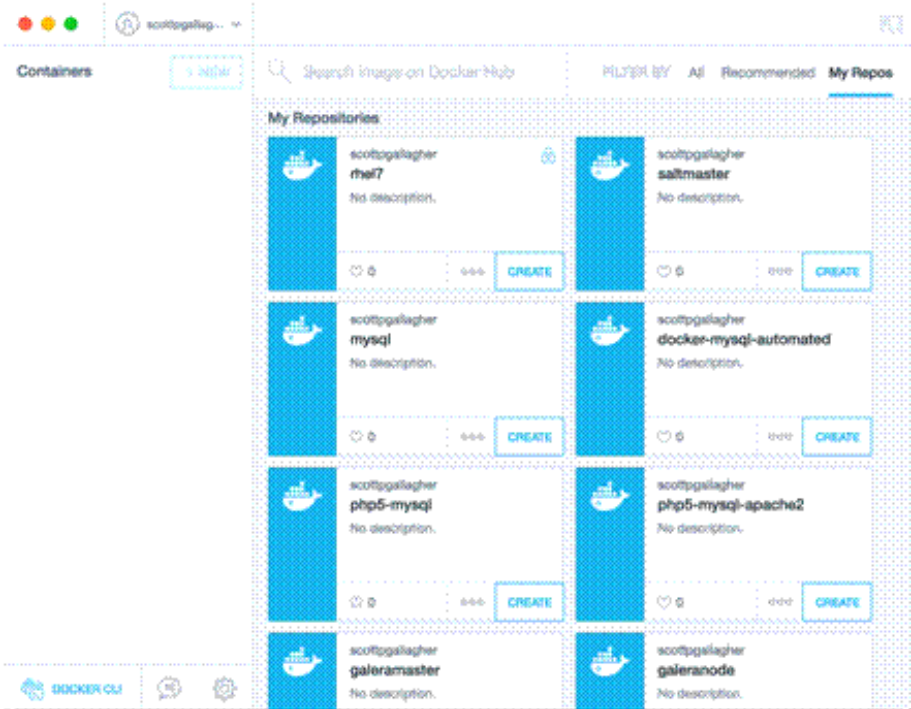 scottpgallag...
Containers
+ NEW
Search image on Docker Hub
FILTER BY All Recommended My Repos
My Repositories
scottpgallagher
rhel7
No description.
0
CREATE
scottpgallagher
saltmaster
No description.
0
CREATE
scottpgallagher
mysql
No description.
0
CREATE
scottpgallagher
docker-mysql-automated
No description.
0
CREATE
scottpgallagher
php5-mysql
No description.
0
CREATE
scottpgallagher
php5-mysql-apache2
No description.
0
CREATE
scottpgallagher
galeramaster
No description.
scottpgallagher
galeranode
No description.
DOCKER CLI